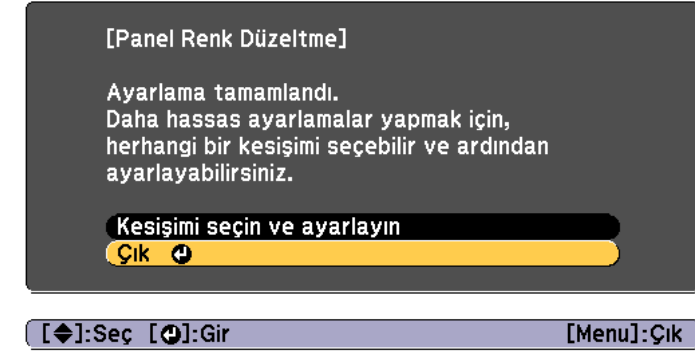 [Panel Renk Düzeltme]
Ayarlama tamamlandı.
Daha hassas ayarlamalar yapmak için,
herhangi bir kesişimi seçebilir ve ardından
ayarlayabilirsiniz.
Kesişimi seçin ve ayarlayın
Çık
[◆]:Seç [⏎]:Gir [Menu]:Çık